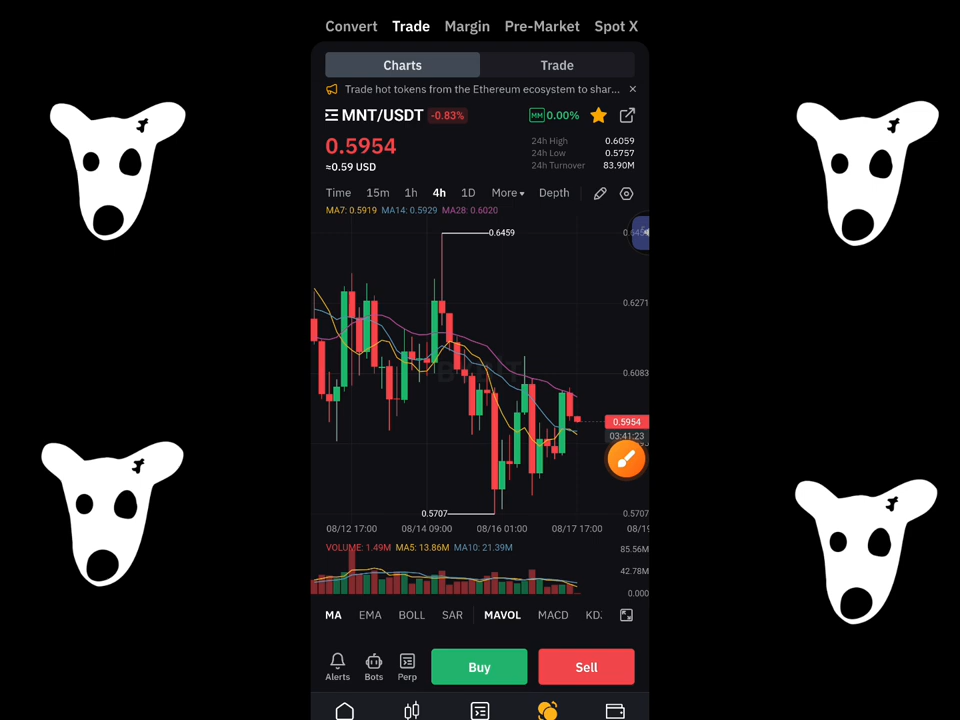 Convert Trade Margin Pre-Market Spot X
Charts Trade
Trade hot tokens from the Ethereum ecosystem to shar... ×
MNT/USDT -0.83% MM 0.00%
0.5954
≈0.59 USD
24h High 0.6059
24h Low 0.5757
24h Turnover 83.90M
Time 15m 1h 4h 1D More Depth
MA7: 0.5919 MA14: 0.5929 MA28: 0.6020
0.6459
0.6271
0.6083
0.5954
03:41:23
0.5707
0.5707
08/12 17:00 08/14 09:00 08/16 01:00 08/17 17:00 08/19
VOLUME: 1.49M MA5: 13.86M MA10: 21.39M
85.56M
42.78M
0.000
MA EMA BOLL SAR MAVOL MACD KD
Alerts Bots Perp Buy Sell